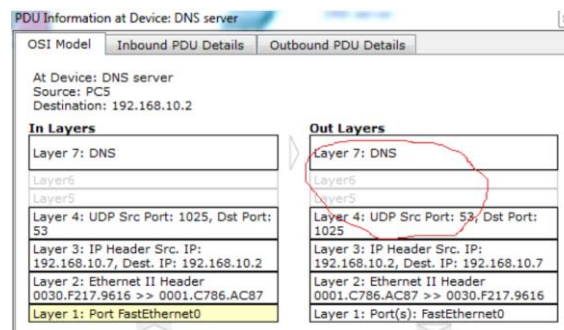 PDU Information at Device: DNS server
OSI Model Inbound PDU Details Outbound PDU Details
At Device: DNS server
Source: PC5
Destination: 192.168.10.2
In Layers
Layer 7: DNS
Layer6
Layer5
Layer 4: UDP Src Port: 1025, Dst Port:
53
Layer 3: IP Header Src. IP:
192.168.10.7, Dest. IP: 192.168.10.2
Layer 2: Ethernet II Header
0030.F217.9616 >> 0001.C786.AC87
Layer 1: Port FastEthernet0
Out Layers
Layer 7: DNS
Layer6
Layer5
Layer 4: UDP Src Port: 53, Dst Port:
1025
Layer 3: IP Header Src. IP:
192.168.10.2, Dest. IP: 192.168.10.7
Layer 2: Ethernet II Header
0001.C786.AC87 >> 0030.F217.9616
Layer 1: Port(s): FastEthernet0